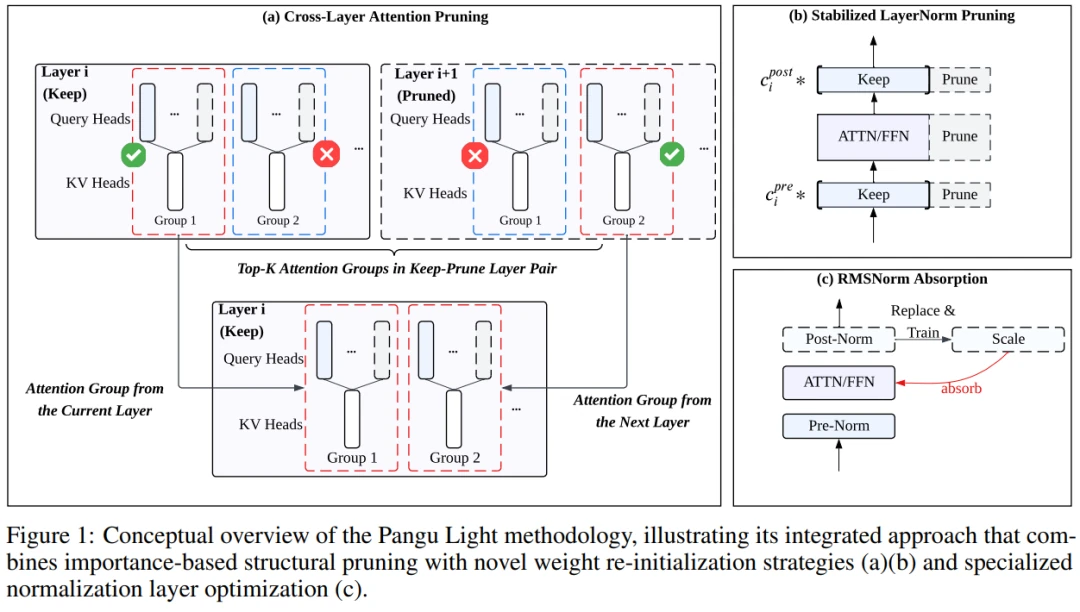 (a) Cross-Layer Attention Pruning
Layer i
(Keep)
Query Heads
...
...
KV Heads
Group 1
Group 2
...
Layer i+1
(Pruned)
Query Heads
...
...
KV Heads
Group 1
Group 2
...
Top-K Attention Groups in Keep-Prune Layer Pair
Layer i
(Keep)
Query Heads
...
...
KV Heads
Group 1
Group 2
...
Attention Group from
the Current Layer
Attention Group from
the Next Layer
(b) Stabilized LayerNorm Pruning
c_i^{post} *
Keep
Prune
ATTN/FFN
Prune
c_i^{pre} *
Keep
Prune
(c) RMSNorm Absorption
Replace &
Train
Post-Norm
Scale
ATTN/FFN
absorb
Pre-Norm
Figure 1: Conceptual overview of the Pangu Light methodology, illustrating its integrated approach that com-
bines importance-based structural pruning with novel weight re-initialization strategies (a)(b) and specialized
normalization layer optimization (c).